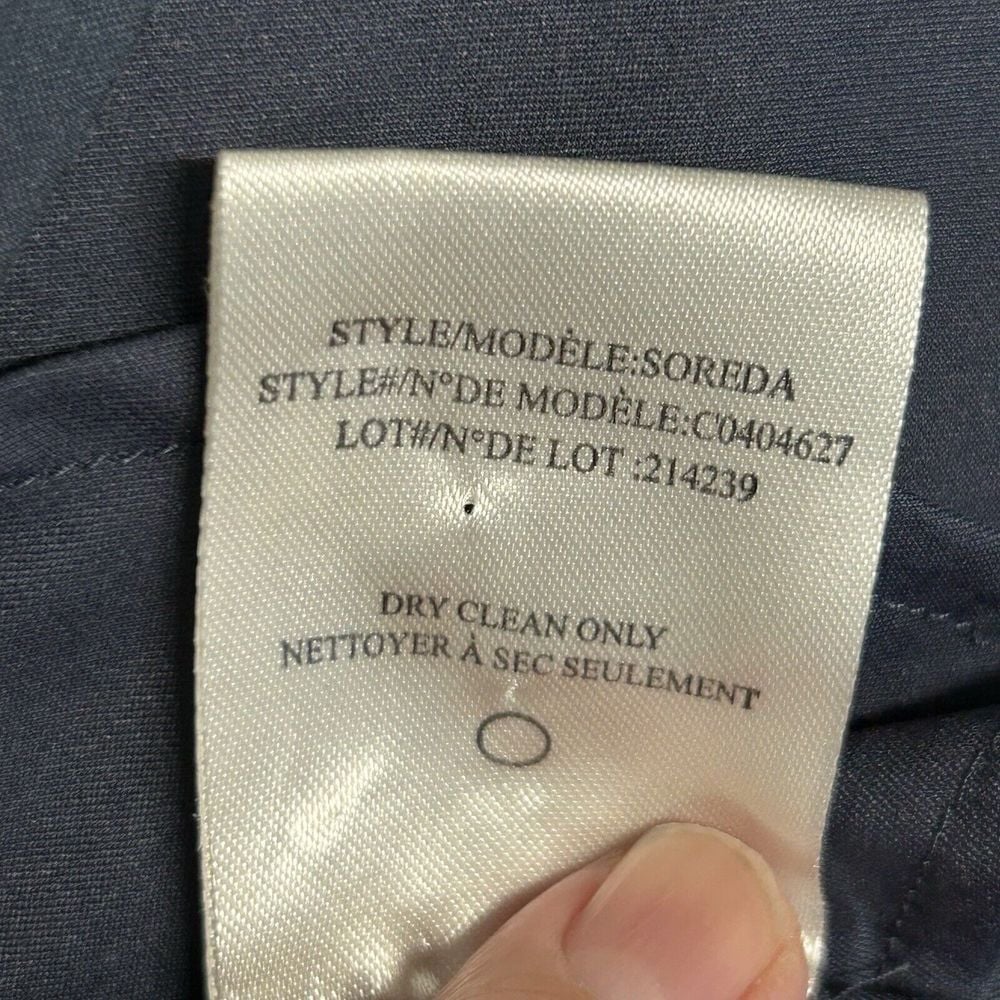 STYLE/MODÈLE:SOREDA
STYLE#/N°DE MODÈLE:C0404627
LOT#/N°DE LOT :214239
DRY CLEAN ONLY
NETTOYER À SEC SEULEMENT